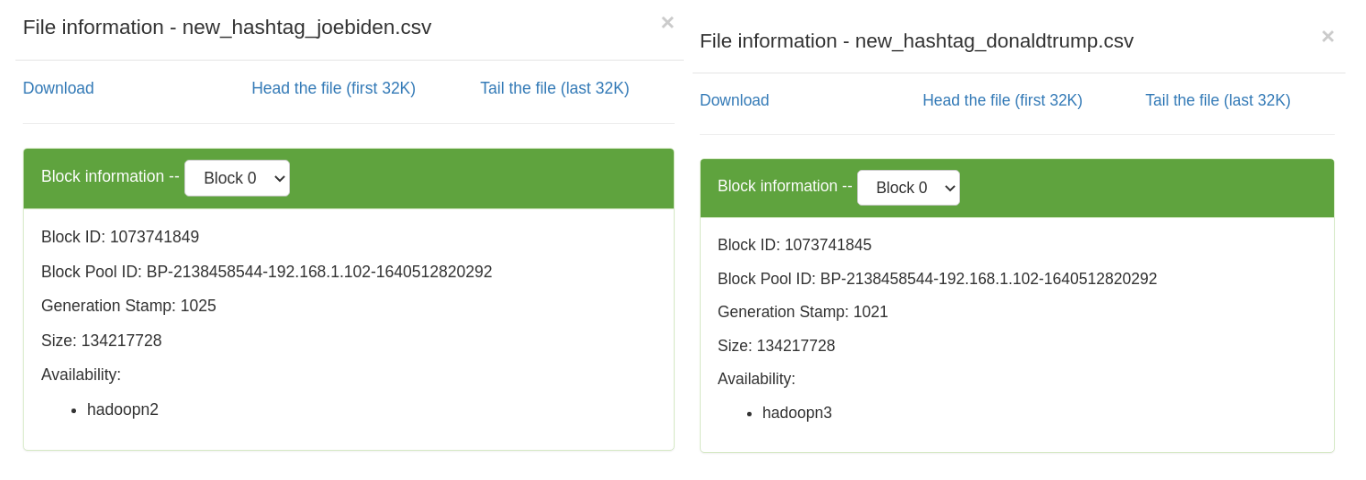 File information - new_hashtag_joebiden.csv
×
Download Head the file (first 32K) Tail the file (last 32K)
Block information -- Block 0
Block ID: 1073741849
Block Pool ID: BP-2138458544-192.168.1.102-1640512820292
Generation Stamp: 1025
Size: 134217728
Availability:
• hadoopn2
File information - new_hashtag_donaldtrump.csv
×
Download Head the file (first 32K) Tail the file (last 32K)
Block information -- Block 0
Block ID: 1073741845
Block Pool ID: BP-2138458544-192.168.1.102-1640512820292
Generation Stamp: 1021
Size: 134217728
Availability:
• hadoopn3